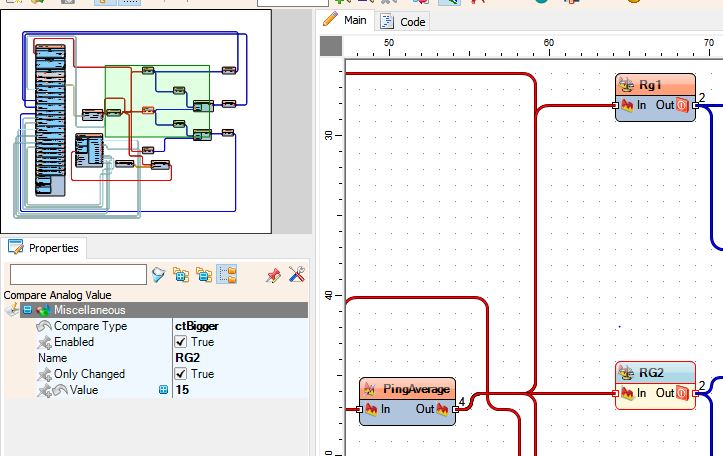 Main
Code
50
60
70
30
40
0
Rg1
In Out
2
Properties
Compare Analog Value
Miscellaneous
Compare Type ctBigger
Enabled True
Name RG2
Only Changed True
Value 15
PingAverage
In Out
4
RG2
In Out
2